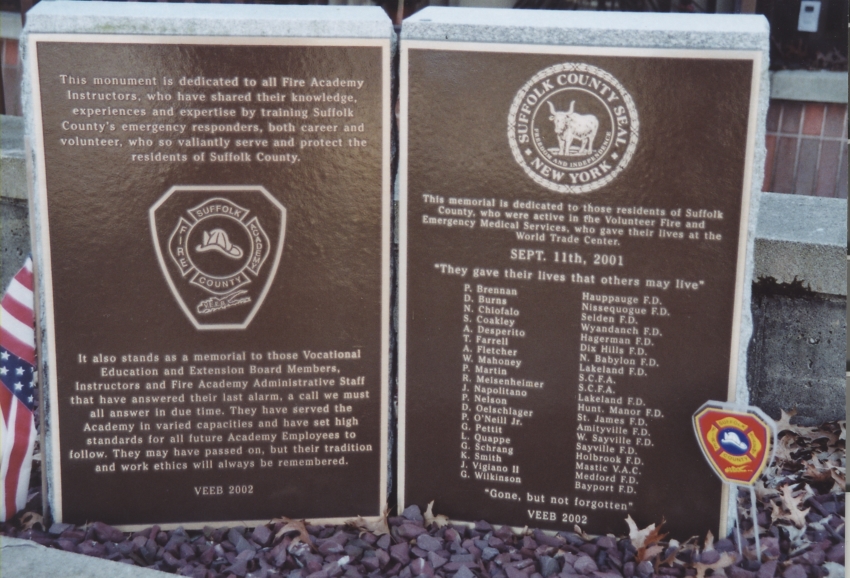 This monument is dedicated to all Fire Academy
Instructors, who have shared their knowledge,
experiences and expertise by training Suffolk
County's emergency responders, both career and
volunteer, who so valiantly serve and protect the
residents of Suffolk County.
SUFFOLK
FIRE
ACADEMY
COUNTY
V.E.E.B.
It also stands as a memorial to those Vocational
Education and Extension Board Members,
Instructors and Fire Academy Administrative Staff
that have answered their last alarm, a call we must
all answer in due time. They have served the
Academy in varied capacities and have set high
standards for all future Academy Employees to
follow. They may have passed on, but their tradition
and work ethics will always be remembered.
VEEB 2002
SUFFOLK COUNTY SEAL
FREEDOM AND INDEPENDENCE
• NEW YORK •
This memorial is dedicated to those residents of Suffolk
County, who were active in the Volunteer Fire and
Emergency Medical Services, who gave their lives at the
World Trade Center.
SEPT. 11th, 2001
"They gave their lives that others may live"
P. Brennan Hauppauge F.D.
D. Burns Nissequogue F.D.
N. Chiofalo Selden F.D.
S. Coakley Wyandanch F.D.
A. Desperito Hagerman F.D.
T. Farrell Dix Hills F.D.
A. Fletcher N. Babylon F.D.
W. Mahoney Lakeland F.D.
P. Martin S.C.F.A.
R. Meisenheimer S.C.F.A.
J. Napolitano Lakeland F.D.
P. Nelson Hunt. Manor F.D.
D. Oelschlager St. James F.D.
P. O'Neill Jr. Amityville F.D.
G. Pettit W. Sayville F.D.
L. Quappe Sayville F.D.
G. Schrang Holbrook F.D.
K. Smith Mastic V.A.C.
J. Vigiano II Medford F.D.
G. Wilkinson Bayport F.D.
"Gone, but not forgotten"
VEEB 2002